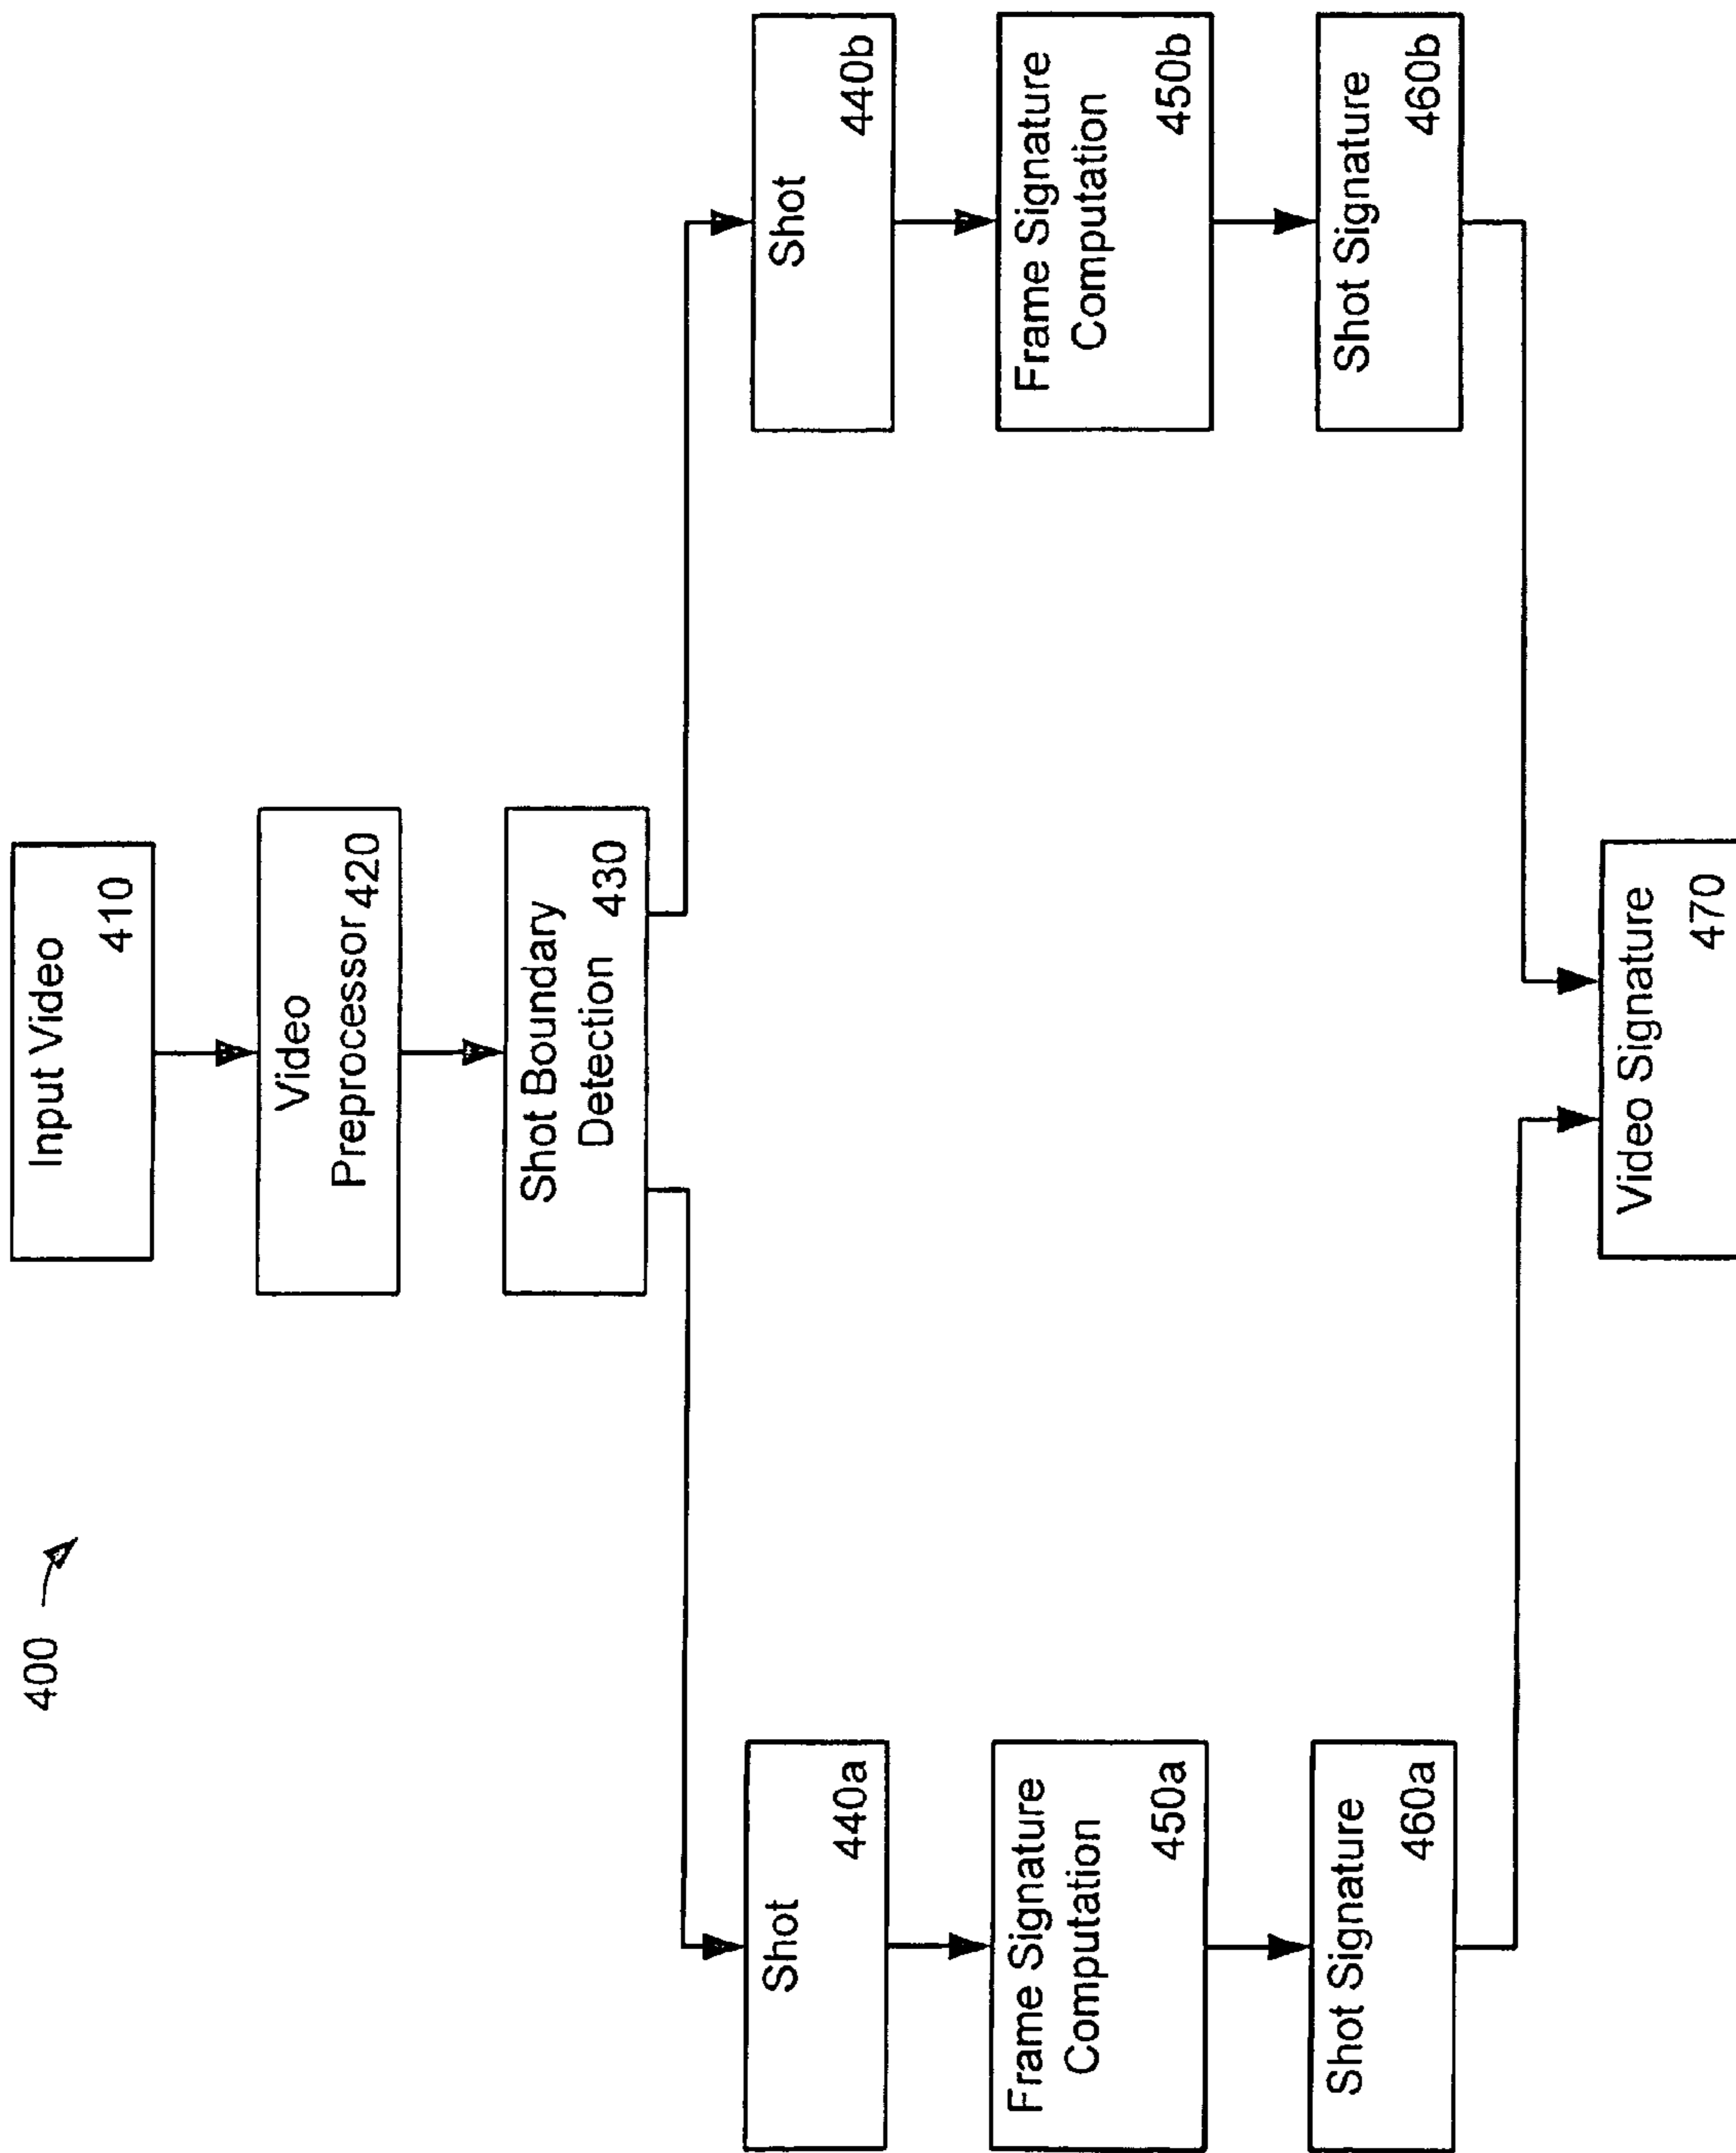 400
Input Video
410
Video
Preprocessor 420
Shot Boundary
Detection 430
Shot
440a
Shot
440b
Frame Signature
Computation
450a
Frame Signature
Computation
450b
Shot Signature
460a
Shot Signature
460b
Video Signature
470